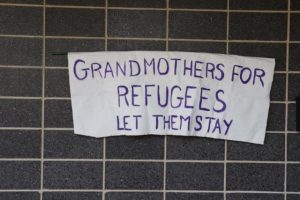 GRANDMOTHERS FOR
REFUGEES
LET THEM STAY